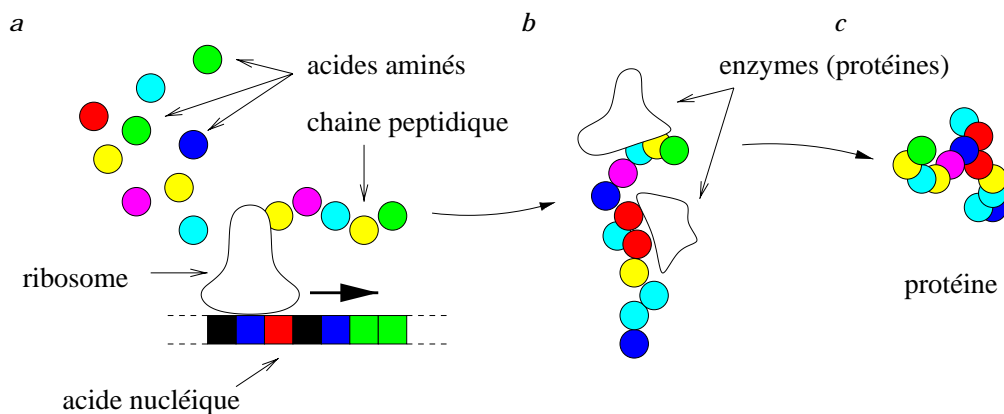 a
b
c
acides aminés
enzymes (protéines)
chaine peptidique
ribosome
protéine
acide nucléique